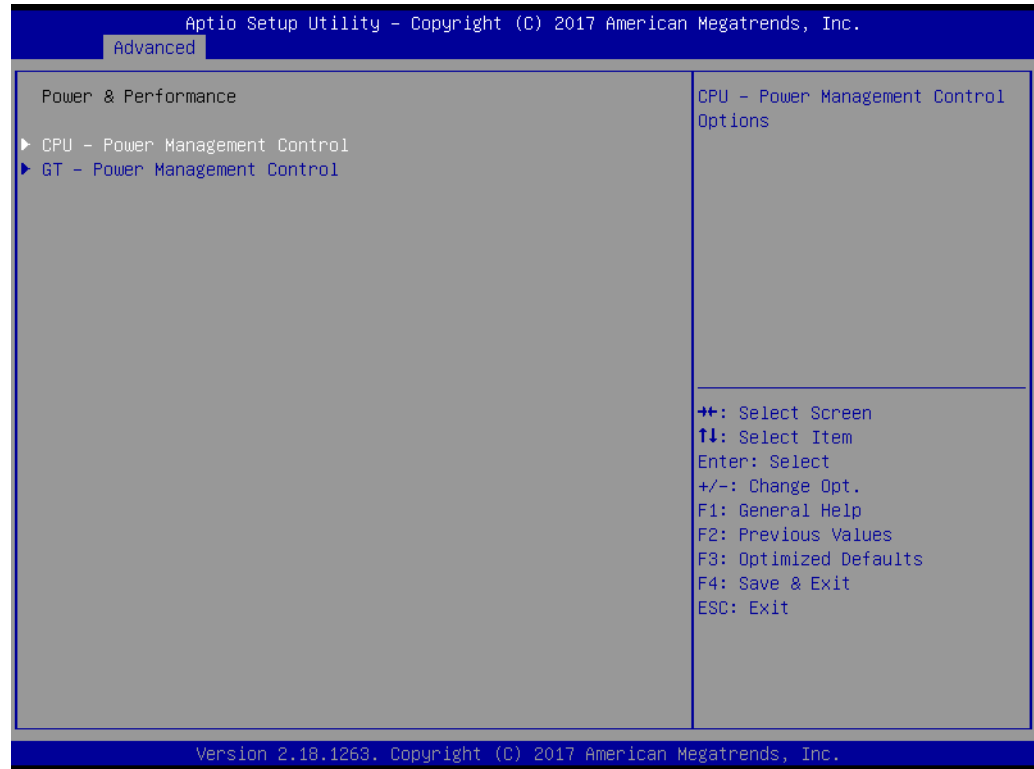 Aptio Setup Utility – Copyright (C) 2017 American Megatrends, Inc.
Advanced
Power & Performance
▶ CPU – Power Management Control
▶ GT – Power Management Control
CPU – Power Management Control
Options
→←: Select Screen
↑↓: Select Item
Enter: Select
+/-: Change Opt.
F1: General Help
F2: Previous Values
F3: Optimized Defaults
F4: Save & Exit
ESC: Exit
Version 2.18.1263. Copyright (C) 2017 American Megatrends, Inc.